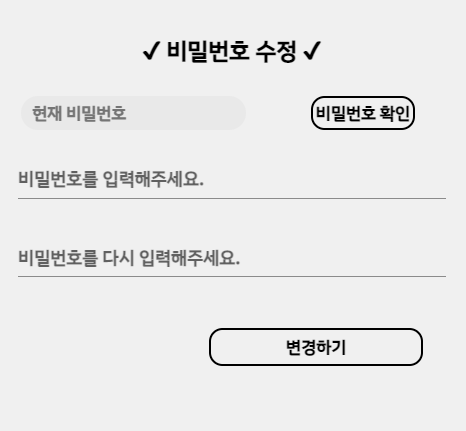 ✓ 비밀번호 수정 ✓
현재 비밀번호
비밀번호 확인
비밀번호를 입력해주세요.
비밀번호를 다시 입력해주세요.
변경하기